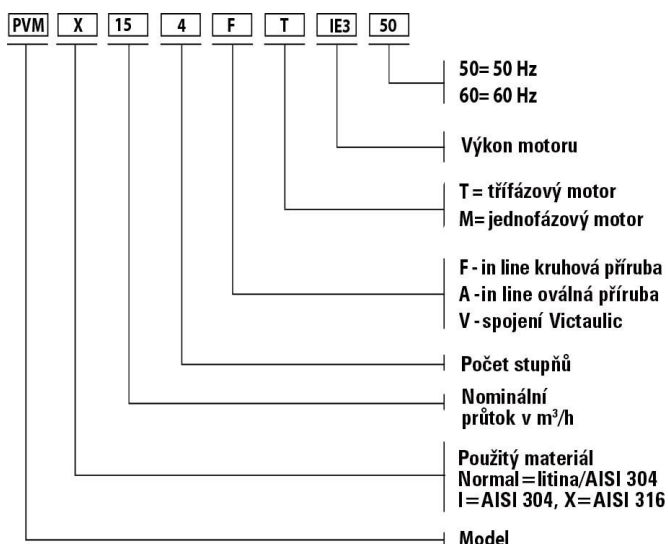 PVM X 15 4 F T IE3 50
50= 50 Hz
60= 60 Hz
Výkon motoru
T= třífázový motor
M= jednofázový motor
F - in line kruhová příruba
A -in line oválná příruba
V -spojení Victaulic
Počet stupňů
Nominální
průtok v m³/h
Použitý materiál
Normal=litina/AISI 304
I=AISI 304, X=AISI 316
Model